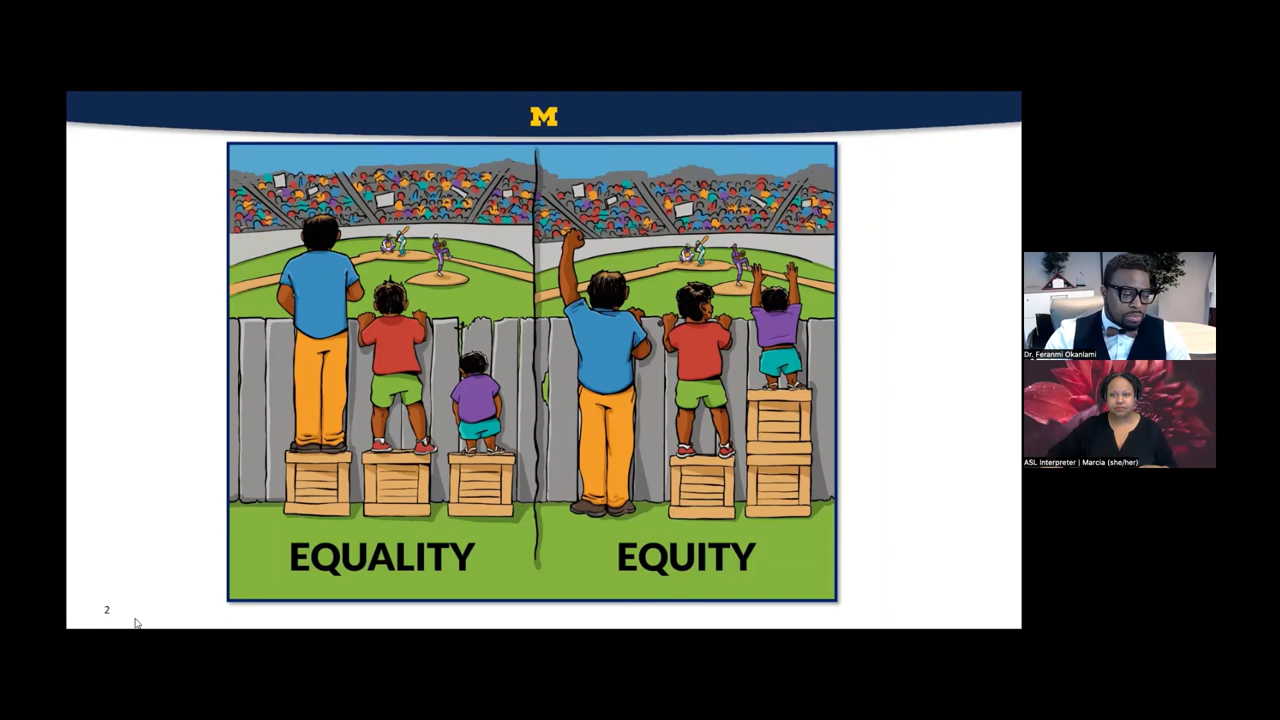 M
EQUALITY
EQUITY
2
Dr. Feranmi Okanlami
ASL Interpreter | Marcia (she/her)